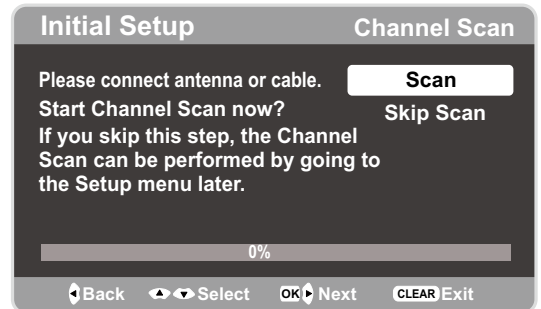 Initial Setup Channel Scan
Please connect antenna or cable. Scan
Start Channel Scan now? Skip Scan
If you skip this step, the Channel
Scan can be performed by going to
the Setup menu later.
0%
Back Select OK Next CLEAR Exit